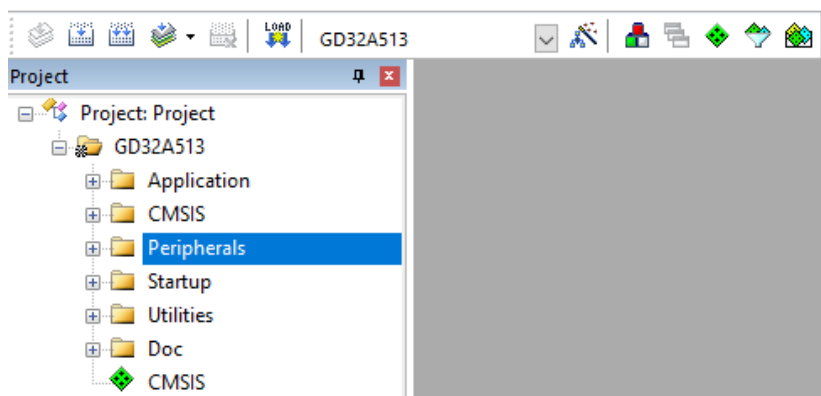 LOAD
GD32A513
Project
Project: Project
GD32A513
Application
CMSIS
Peripherals
Startup
Utilities
Doc
CMSIS